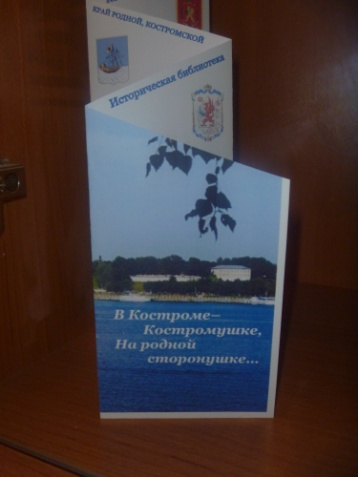 КРАЙ РОДНОЙ, КОСТРОМСКОЙ
Историческая библиотека
В Костроме–
Костромушке,
На родной
сторонушке...